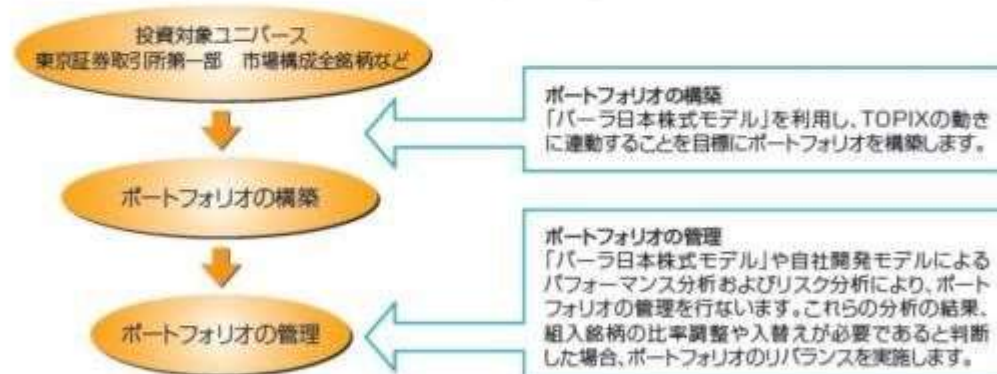 投資対象ユニバース
東京証券取引所第一部　市場構成全銘柄など
ポートフォリオの構築
「バーラ日本株式モデル」を利用し、TOPIXの動き
に連動することを目標にポートフォリオを構築します。
ポートフォリオの構築
ポートフォリオの管理
「バーラ日本株式モデル」や自社開発モデルによる
パフォーマンス分析およびリスク分析により、ポート
フォリオの管理を行ないます。これらの分析の結果、
組入銘柄の比率調整や入替えが必要であると判断
した場合、ポートフォリオのリバランスを実施します。
ポートフォリオの管理